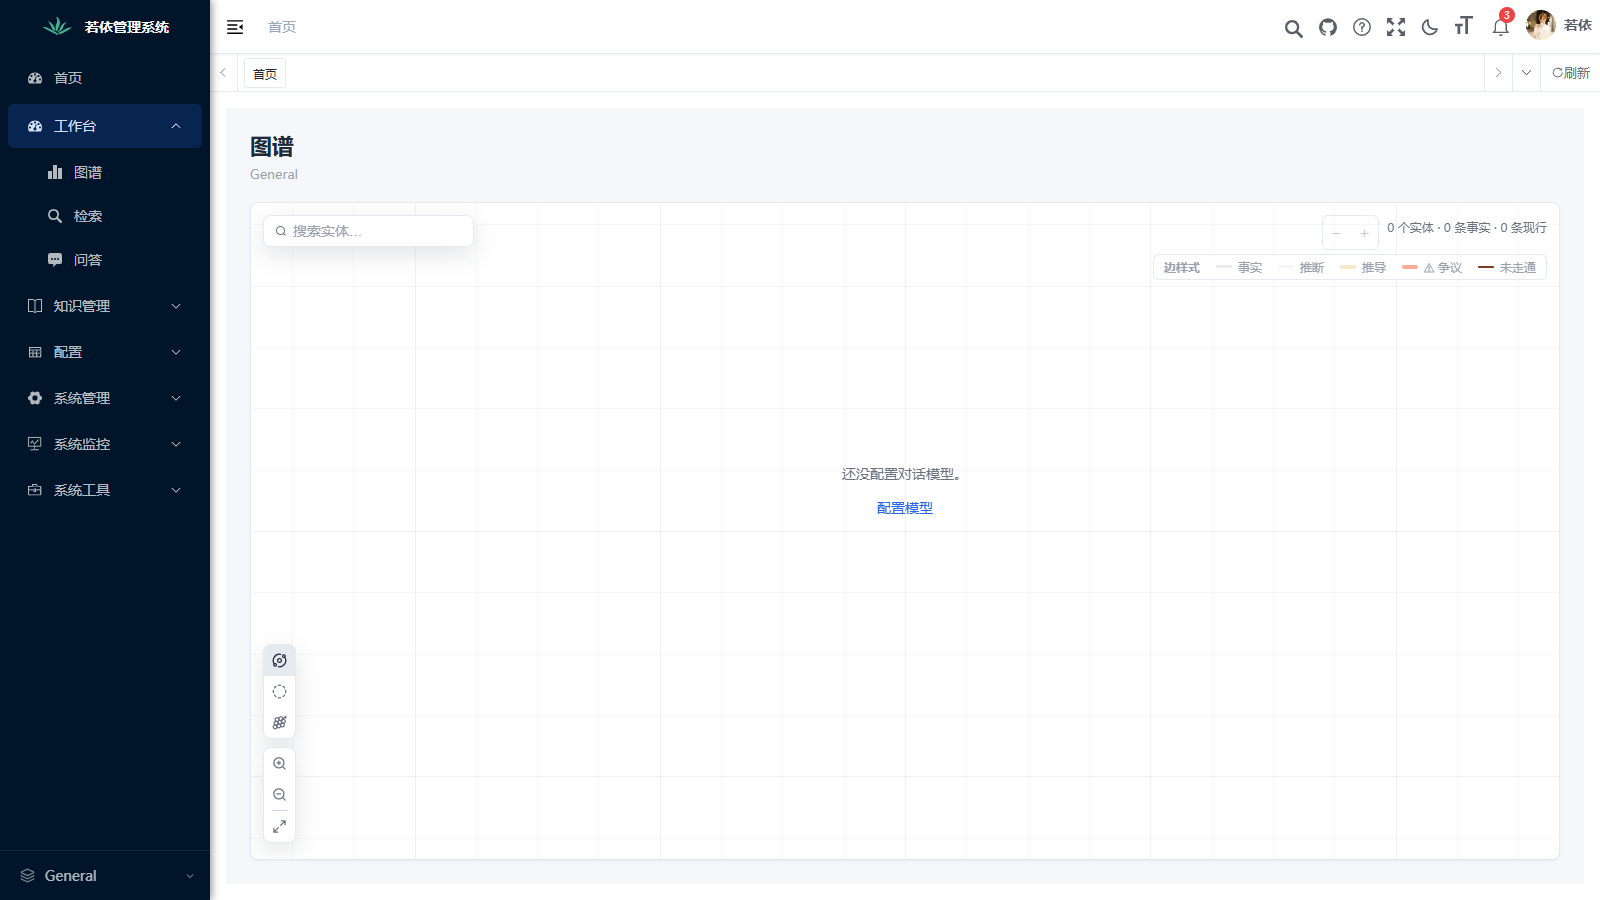 若依管理系统
首页
工作台
图谱
检索
问答
知识管理
配置
系统管理
系统监控
系统工具
General
首页
3
若依
首页
刷新
图谱
General
搜索实体...
0 个实体 · 0 条事实 · 0 条现行
边样式 事实 推断 推导 ⚠ 争议 未走通
还没配置对话模型。
配置模型